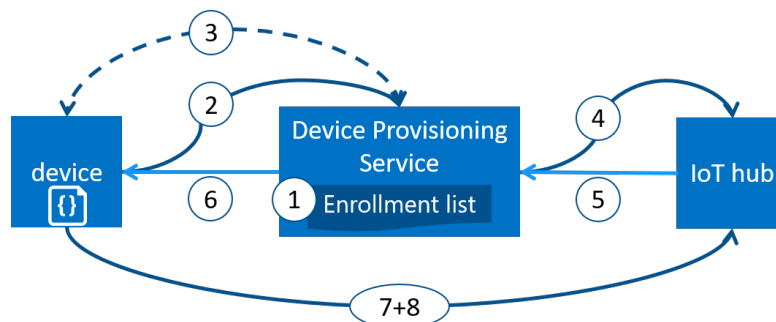 3
2
4
Device Provisioning
Service
device
{}
IoT hub
6
1
Enrollment list
5
7+8